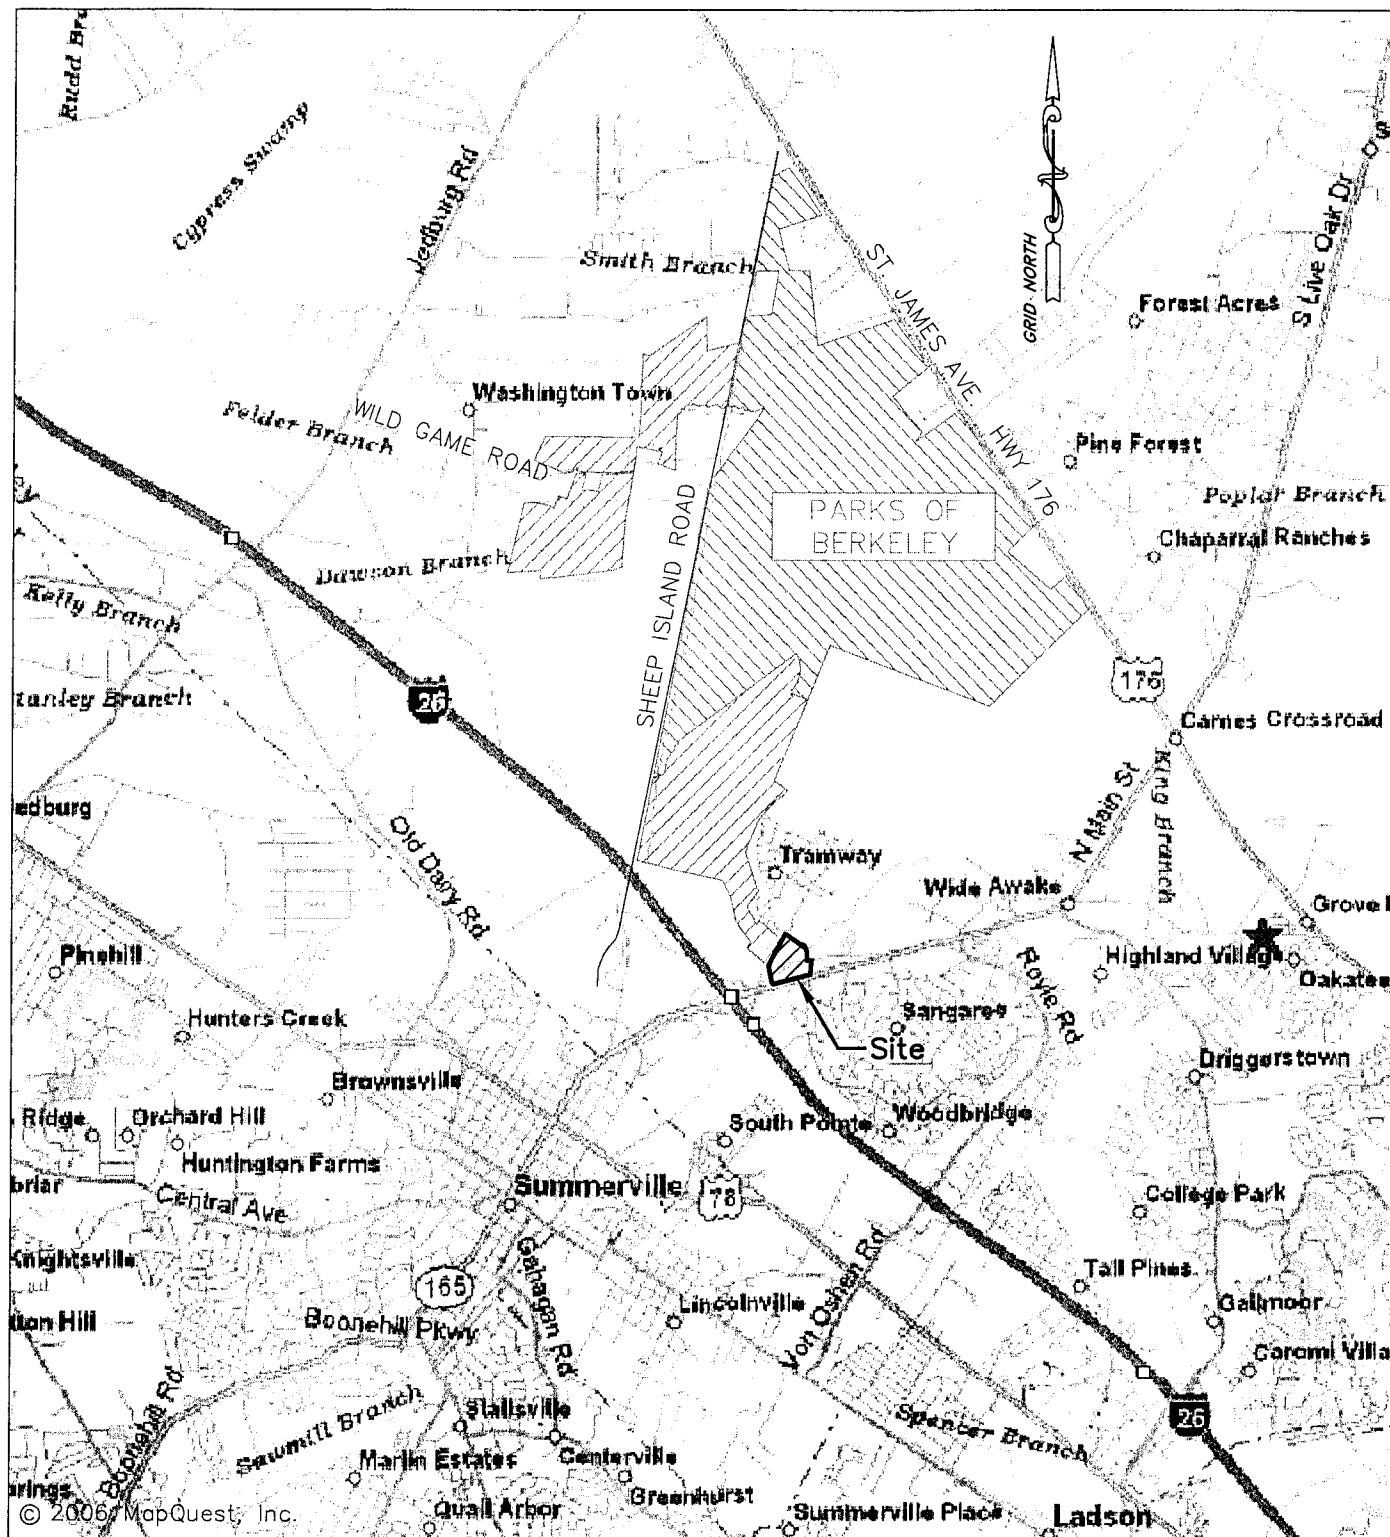 Rudd Br
Cypress Swamp
Jedburg Rd
Smith Branch
ST. JAMES AVE. HWY 176
GRID NORTH
S Live Oak Dr
Forest Acres
Washington Town
Felder Branch
WILD GAME ROAD
Pine Forest
Poplar Branch
PARKS OF
BERKELEY
Chaparral Ranches
Dawson Branch
SHEEP ISLAND ROAD
Kelly Branch
tanley Branch
26
176
Carnes Crossroad
edburg
N Main St
King Branch
Old Dairy Rd
Tramway
Wide Awake
Grove
Pinehill
Royle Rd
Highland Village
Oakatee
Hunters Creek
Sangaree
Site
Driggerstown
Brownsville
Ridge
Orchard Hill
South Pointe
Woodbridge
Huntington Farms
briar
Summerville
78
Central Ave
College Park
Knightsville
Gahagan Rd
Von Oshen Rd
Tall Pines
165
Lincolnville
Gallmoor
lton Hill
Boonehill Pkwy
Caromi Villa
Boonehill Rd
Sawmill Branch
Stallsville
26
Spencer Branch
Marlin Estates
Centerville
arings
Greenhurst
© 2006 MapQuest, Inc.
Quail Arbor
Summerville Place
Ladson